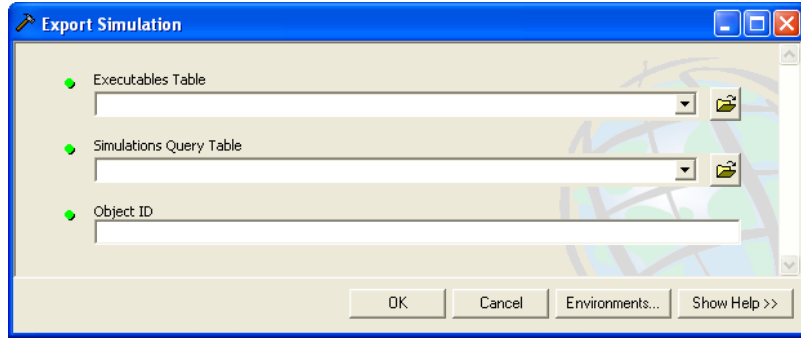 Export Simulation
Executables Table
Simulations Query Table
Object ID
OK Cancel Environments... Show Help >>